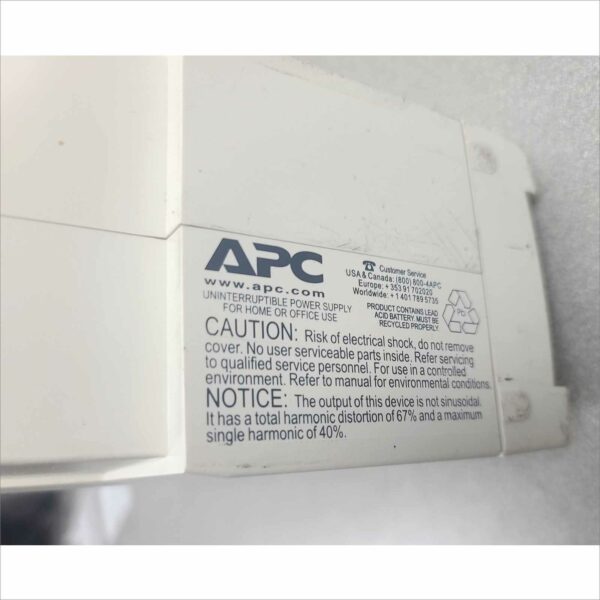 APC
www.apc.com
UNINTERRUPTIBLE POWER SUPPLY
FOR HOME OR OFFICE USE
Customer Service
USA & Canada: (800) 800-4APC
Europe: + 353 91 702020
Worldwide: + 1 401 789 5735
PRODUCT CONTAINS LEAD
ACID BATTERY. MUST BE
RECYCLED PROPERLY.
Pb
CAUTION: Risk of electrical shock, do not remove
cover. No user serviceable parts inside. Refer servicing
to qualified service personnel. For use in a controlled
environment. Refer to manual for environmental conditions.
NOTICE: The output of this device is not sinusoidal.
It has a total harmonic distortion of 67% and a maximum
single harmonic of 40%.